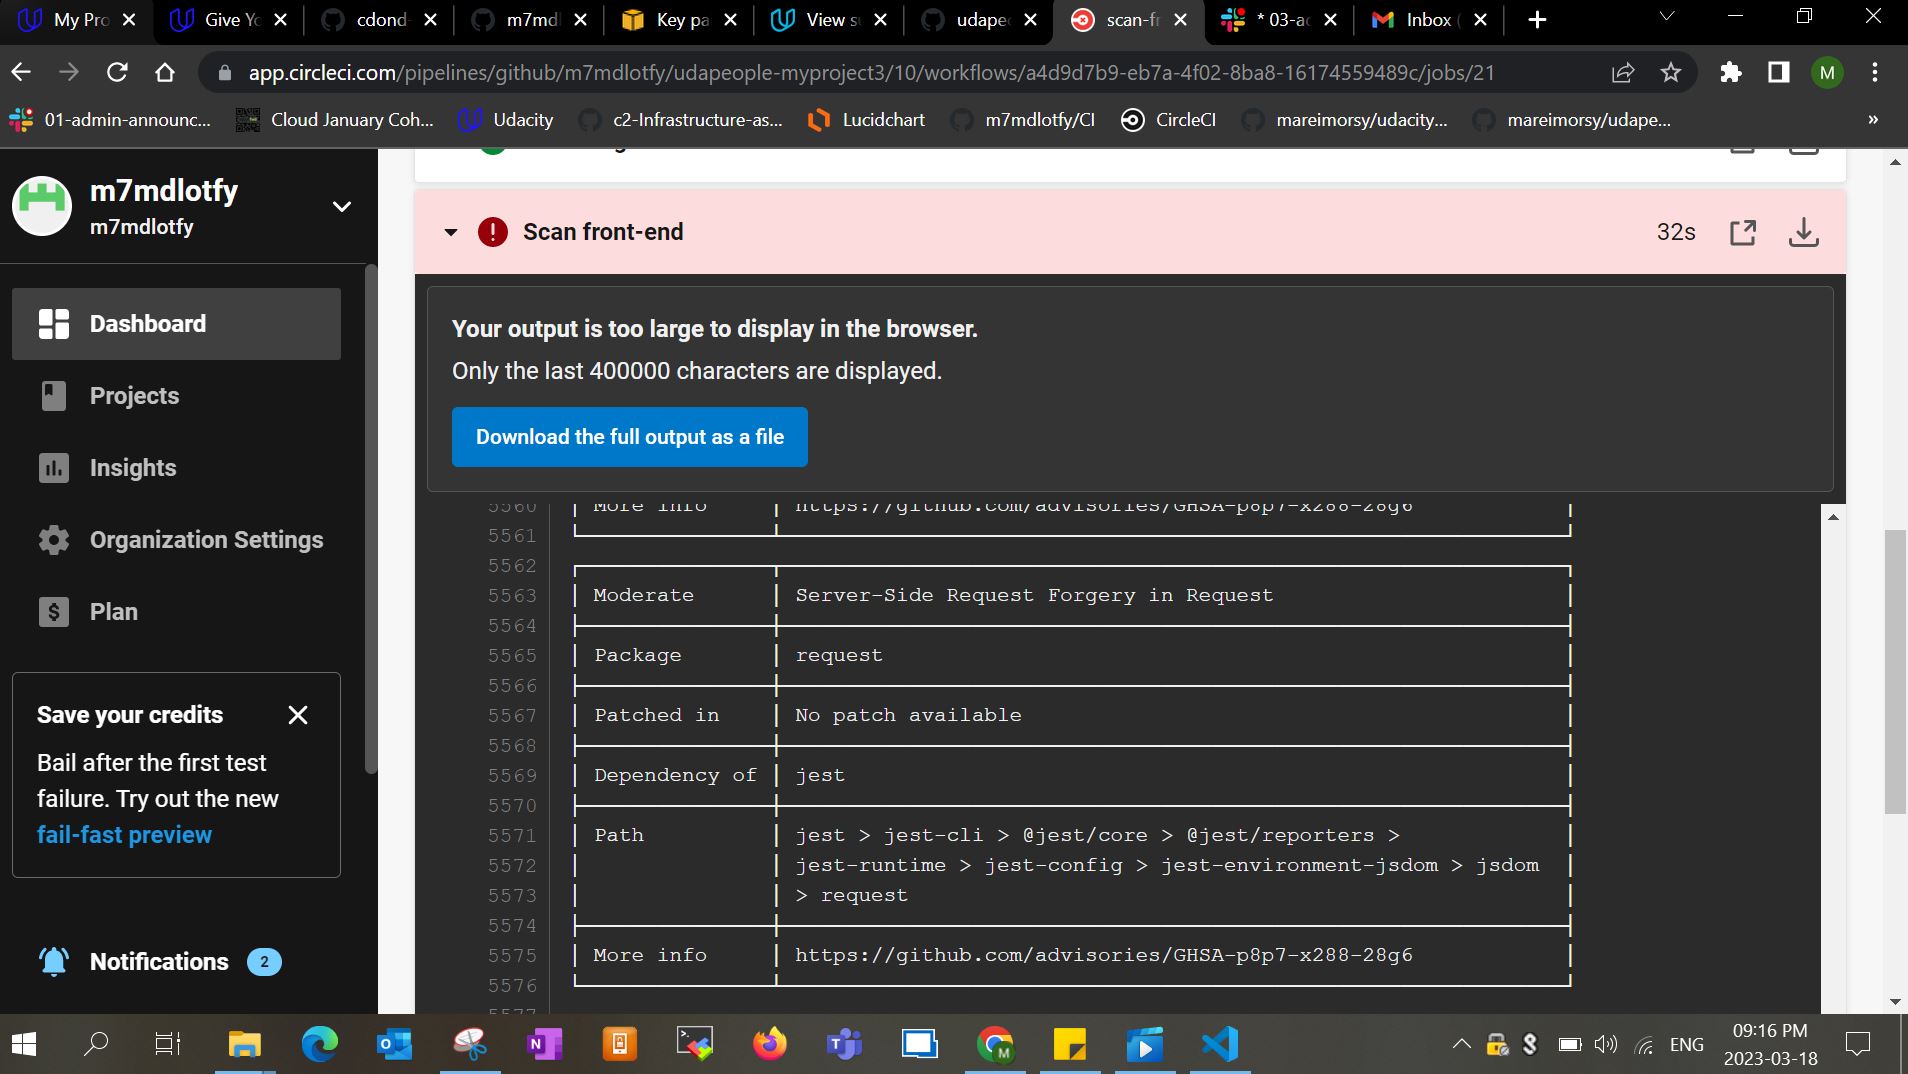 My Pro
Give Yo
cdond-
m7mdl
Key pa
View su
udapeo
scan-fr
* 03-ac
Inbox (
app.circleci.com/pipelines/github/m7mdlotfy/udapeople-myproject3/10/workflows/a4d9d7b9-eb7a-4f02-8ba8-16174559489c/jobs/21
M
01-admin-announc...
Cloud January Coh...
Udacity
c2-Infrastructure-as...
Lucidchart
m7mdlotfy/CI
CircleCI
mareimorsy/udacity...
mareimorsy/udape...
»
m7mdlotfy
m7mdlotfy
Dashboard
Projects
Insights
Organization Settings
Plan
Save your credits
Bail after the first test
failure. Try out the new
fail-fast preview
Notifications 2
Scan front-end
32s
Your output is too large to display in the browser.
Only the last 400000 characters are displayed.
Download the full output as a file
5560 More info https://github.com/advisories/GHSA-p8p7-x288-28g6
5561
5562
5563 Moderate Server-Side Request Forgery in Request
5564
5565 Package request
5566
5567 Patched in No patch available
5568
5569 Dependency of jest
5570
5571 Path jest > jest-cli > @jest/core > @jest/reporters >
5572 jest-runtime > jest-config > jest-environment-jsdom > jsdom
5573 > request
5574
5575 More info https://github.com/advisories/GHSA-p8p7-x288-28g6
5576
5577
ENG
09:16 PM
2023-03-18